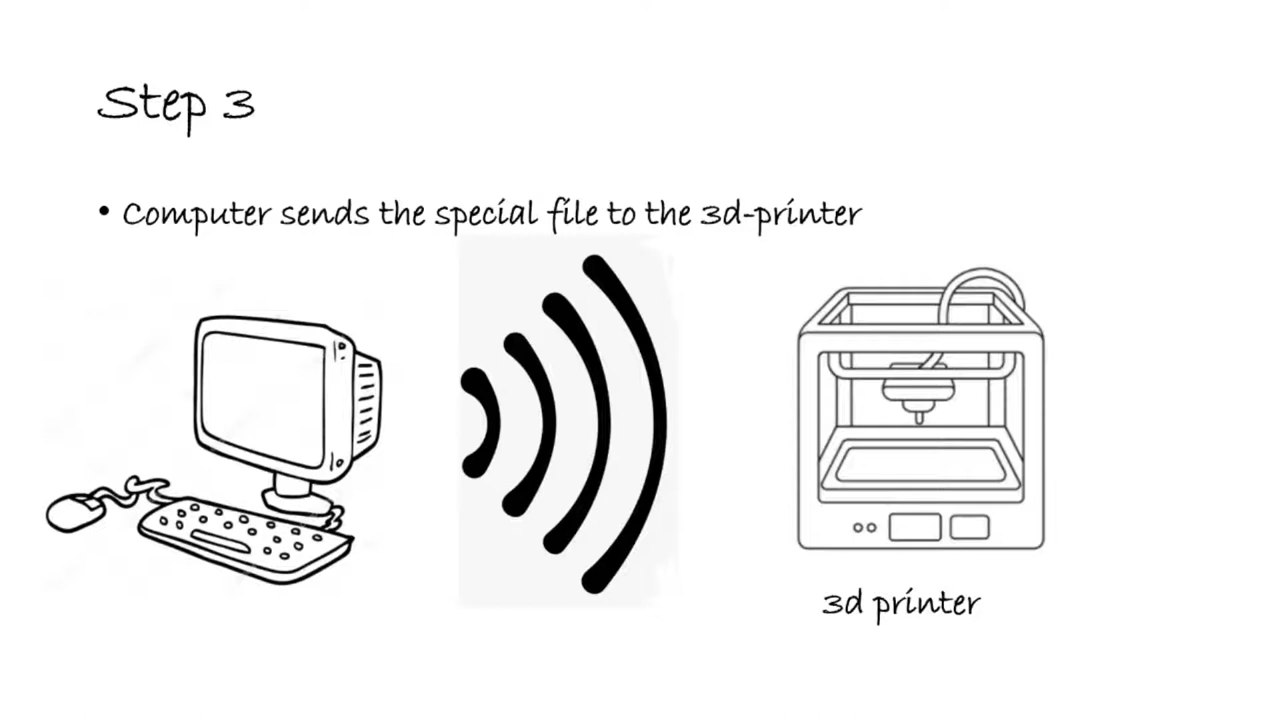 Step 3
• Computer sends the special file to the 3d-printer
3d printer